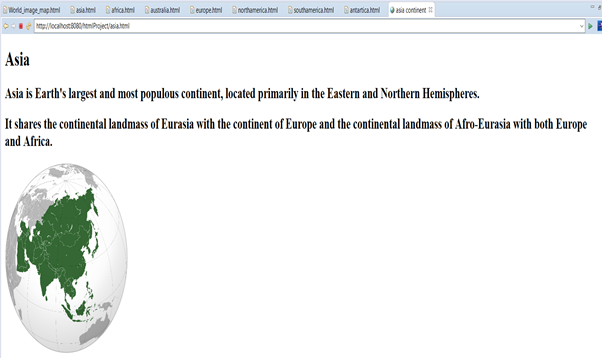 World_image_map.html asia.html africa.html australia.html europe.html northamerica.html southamerica.html antartica.html asia continent
http://localhost:8080/htmlProject/asia.html
Asia
Asia is Earth's largest and most populous continent, located primarily in the Eastern and Northern Hemispheres.
It shares the continental landmass of Eurasia with the continent of Europe and the continental landmass of Afro-Eurasia with both Europe
and Africa.